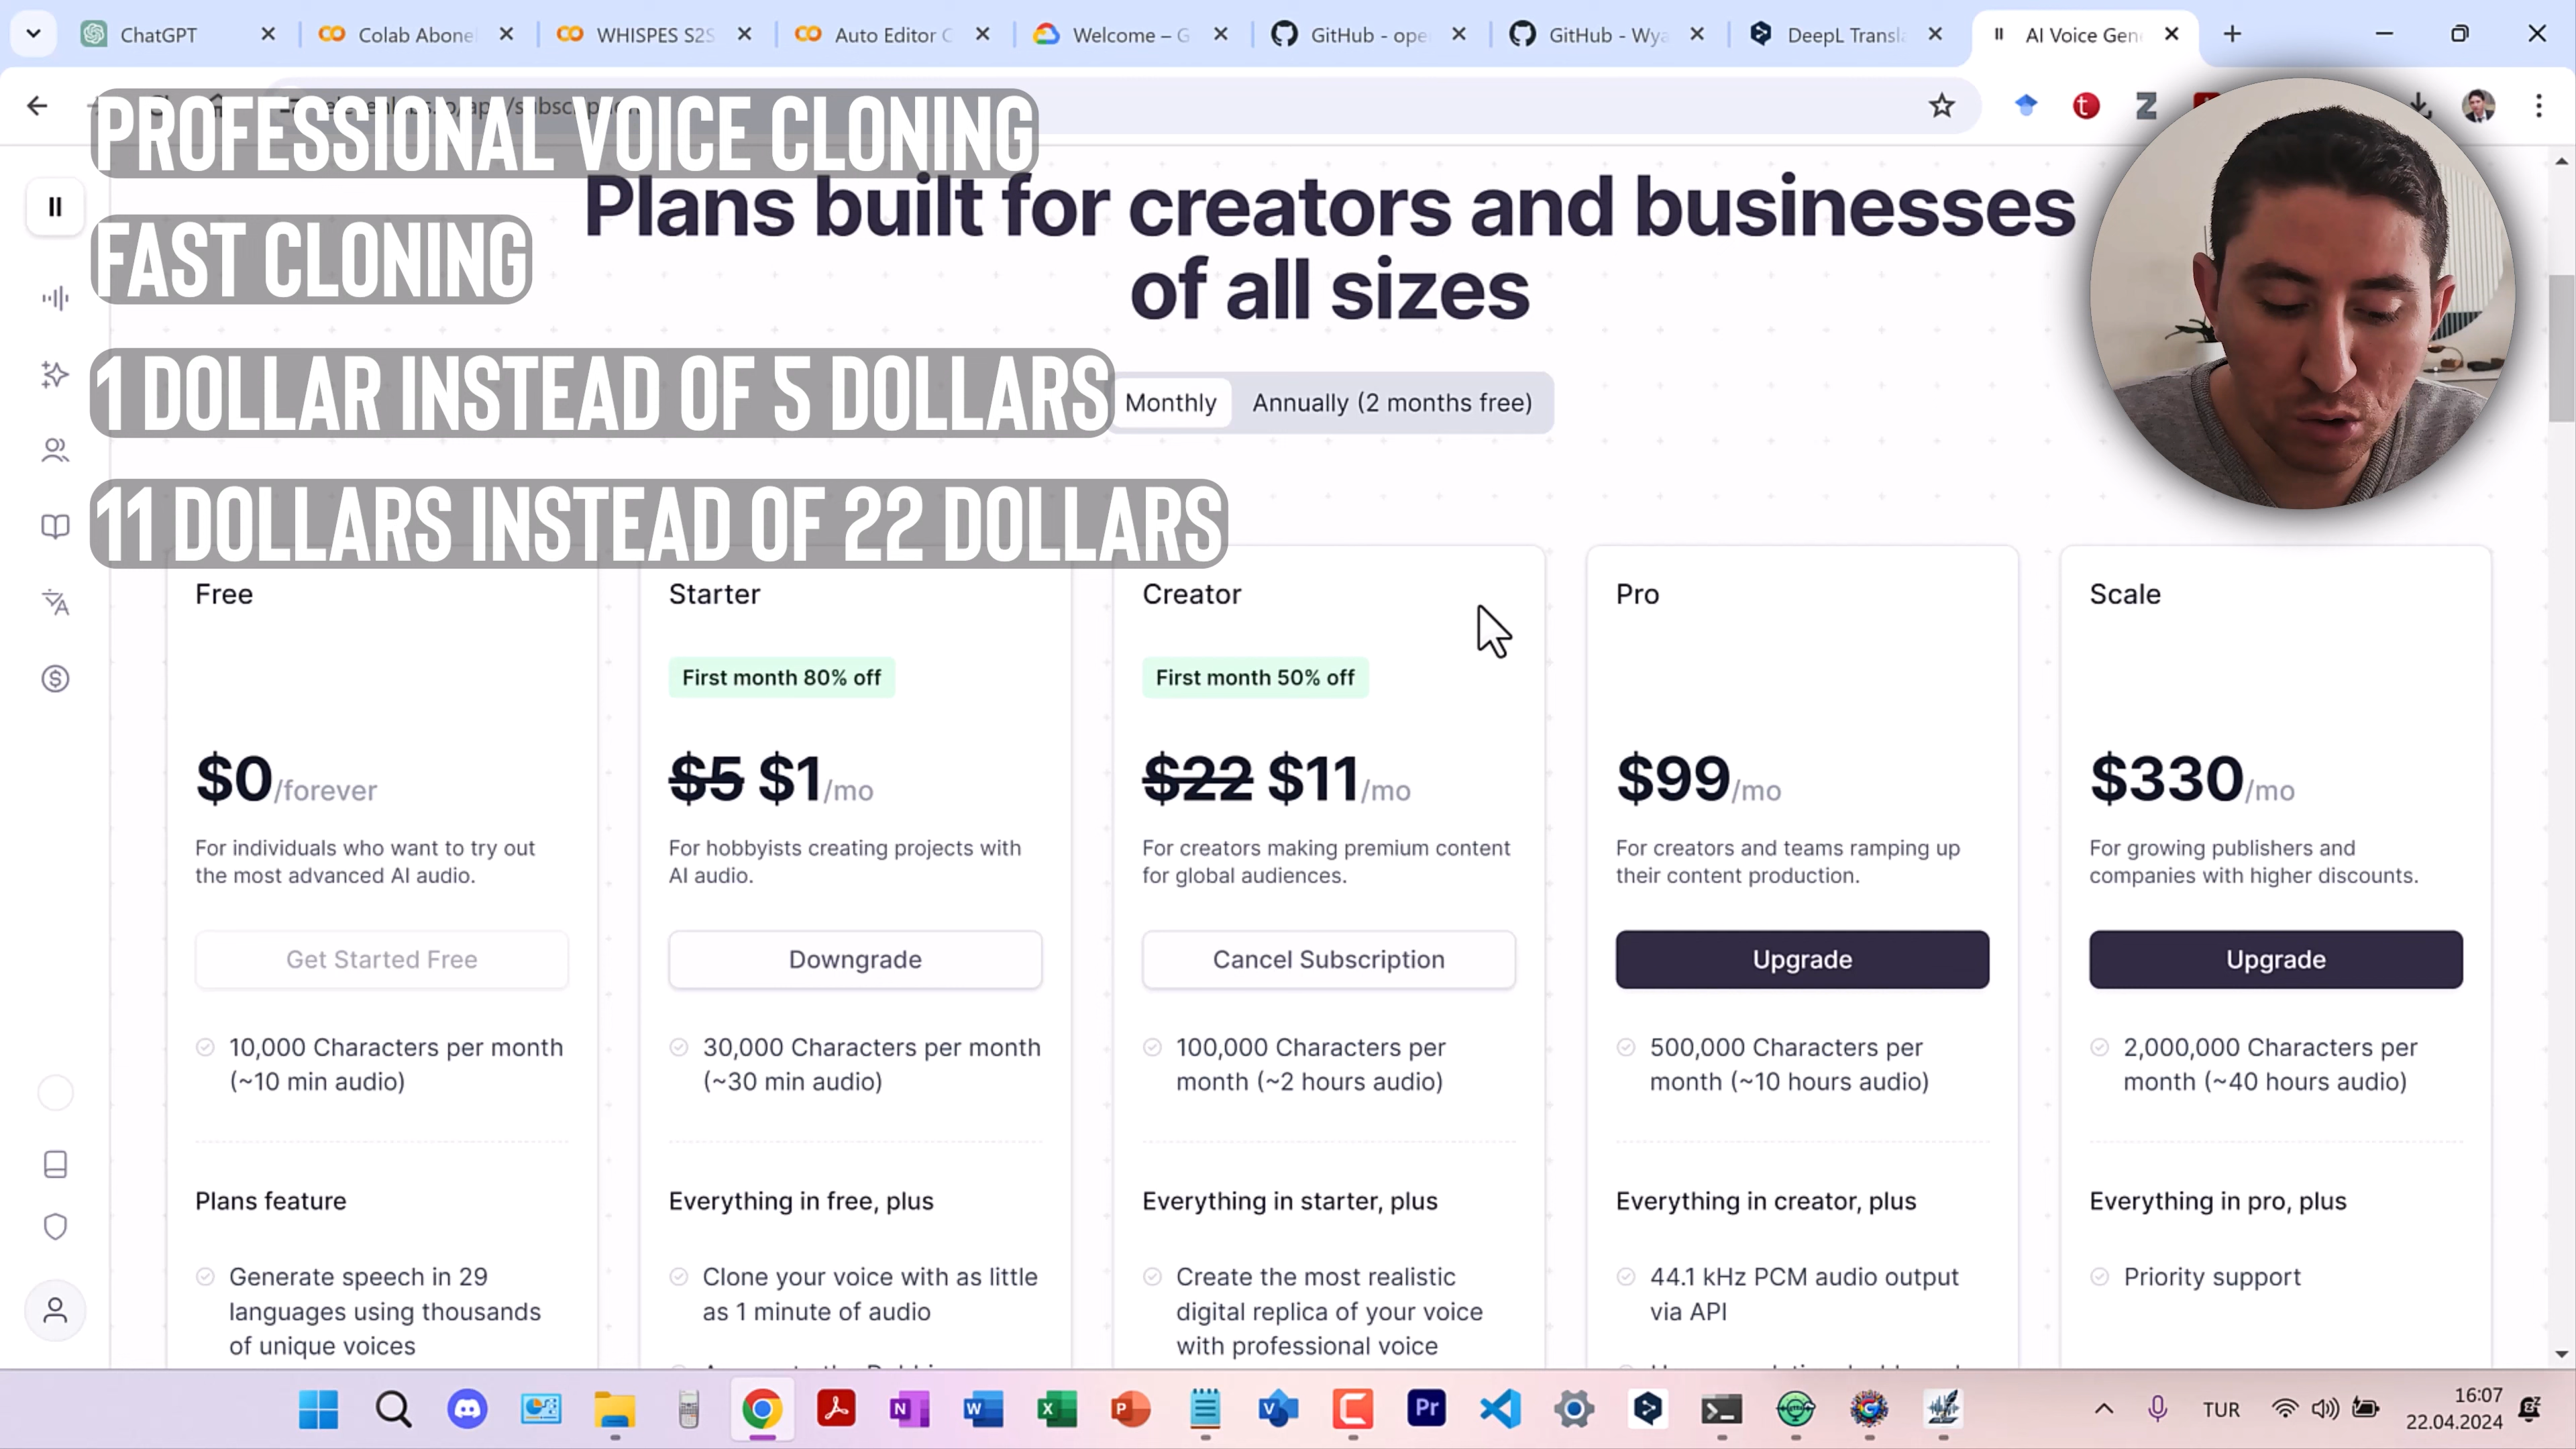 ChatGPT
Colab Abone
WHISPES S2S
Auto Editor C
Welcome – G
GitHub - ope
GitHub - Wya
DeepL Transla
AI Voice Gen
PROFESSIONAL VOICE CLONING
FAST CLONING
1 DOLLAR INSTEAD OF 5 DOLLARS
11 DOLLARS INSTEAD OF 22 DOLLARS
Plans built for creators and businesses
of all sizes
Monthly
Annually (2 months free)
Free
$0/forever
For individuals who want to try out
the most advanced AI audio.
Get Started Free
10,000 Characters per month
(~10 min audio)
Plans feature
Generate speech in 29
languages using thousands
of unique voices
Starter
First month 80% off
$5 $1/mo
For hobbyists creating projects with
AI audio.
Downgrade
30,000 Characters per month
(~30 min audio)
Everything in free, plus
Clone your voice with as little
as 1 minute of audio
Creator
First month 50% off
$22 $11/mo
For creators making premium content
for global audiences.
Cancel Subscription
100,000 Characters per
month (~2 hours audio)
Everything in starter, plus
Create the most realistic
digital replica of your voice
with professional voice
Pro
$99/mo
For creators and teams ramping up
their content production.
Upgrade
500,000 Characters per
month (~10 hours audio)
Everything in creator, plus
44.1 kHz PCM audio output
via API
Scale
$330/mo
For growing publishers and
companies with higher discounts.
Upgrade
2,000,000 Characters per
month (~40 hours audio)
Everything in pro, plus
Priority support
TUR
16:07
22.04.2024